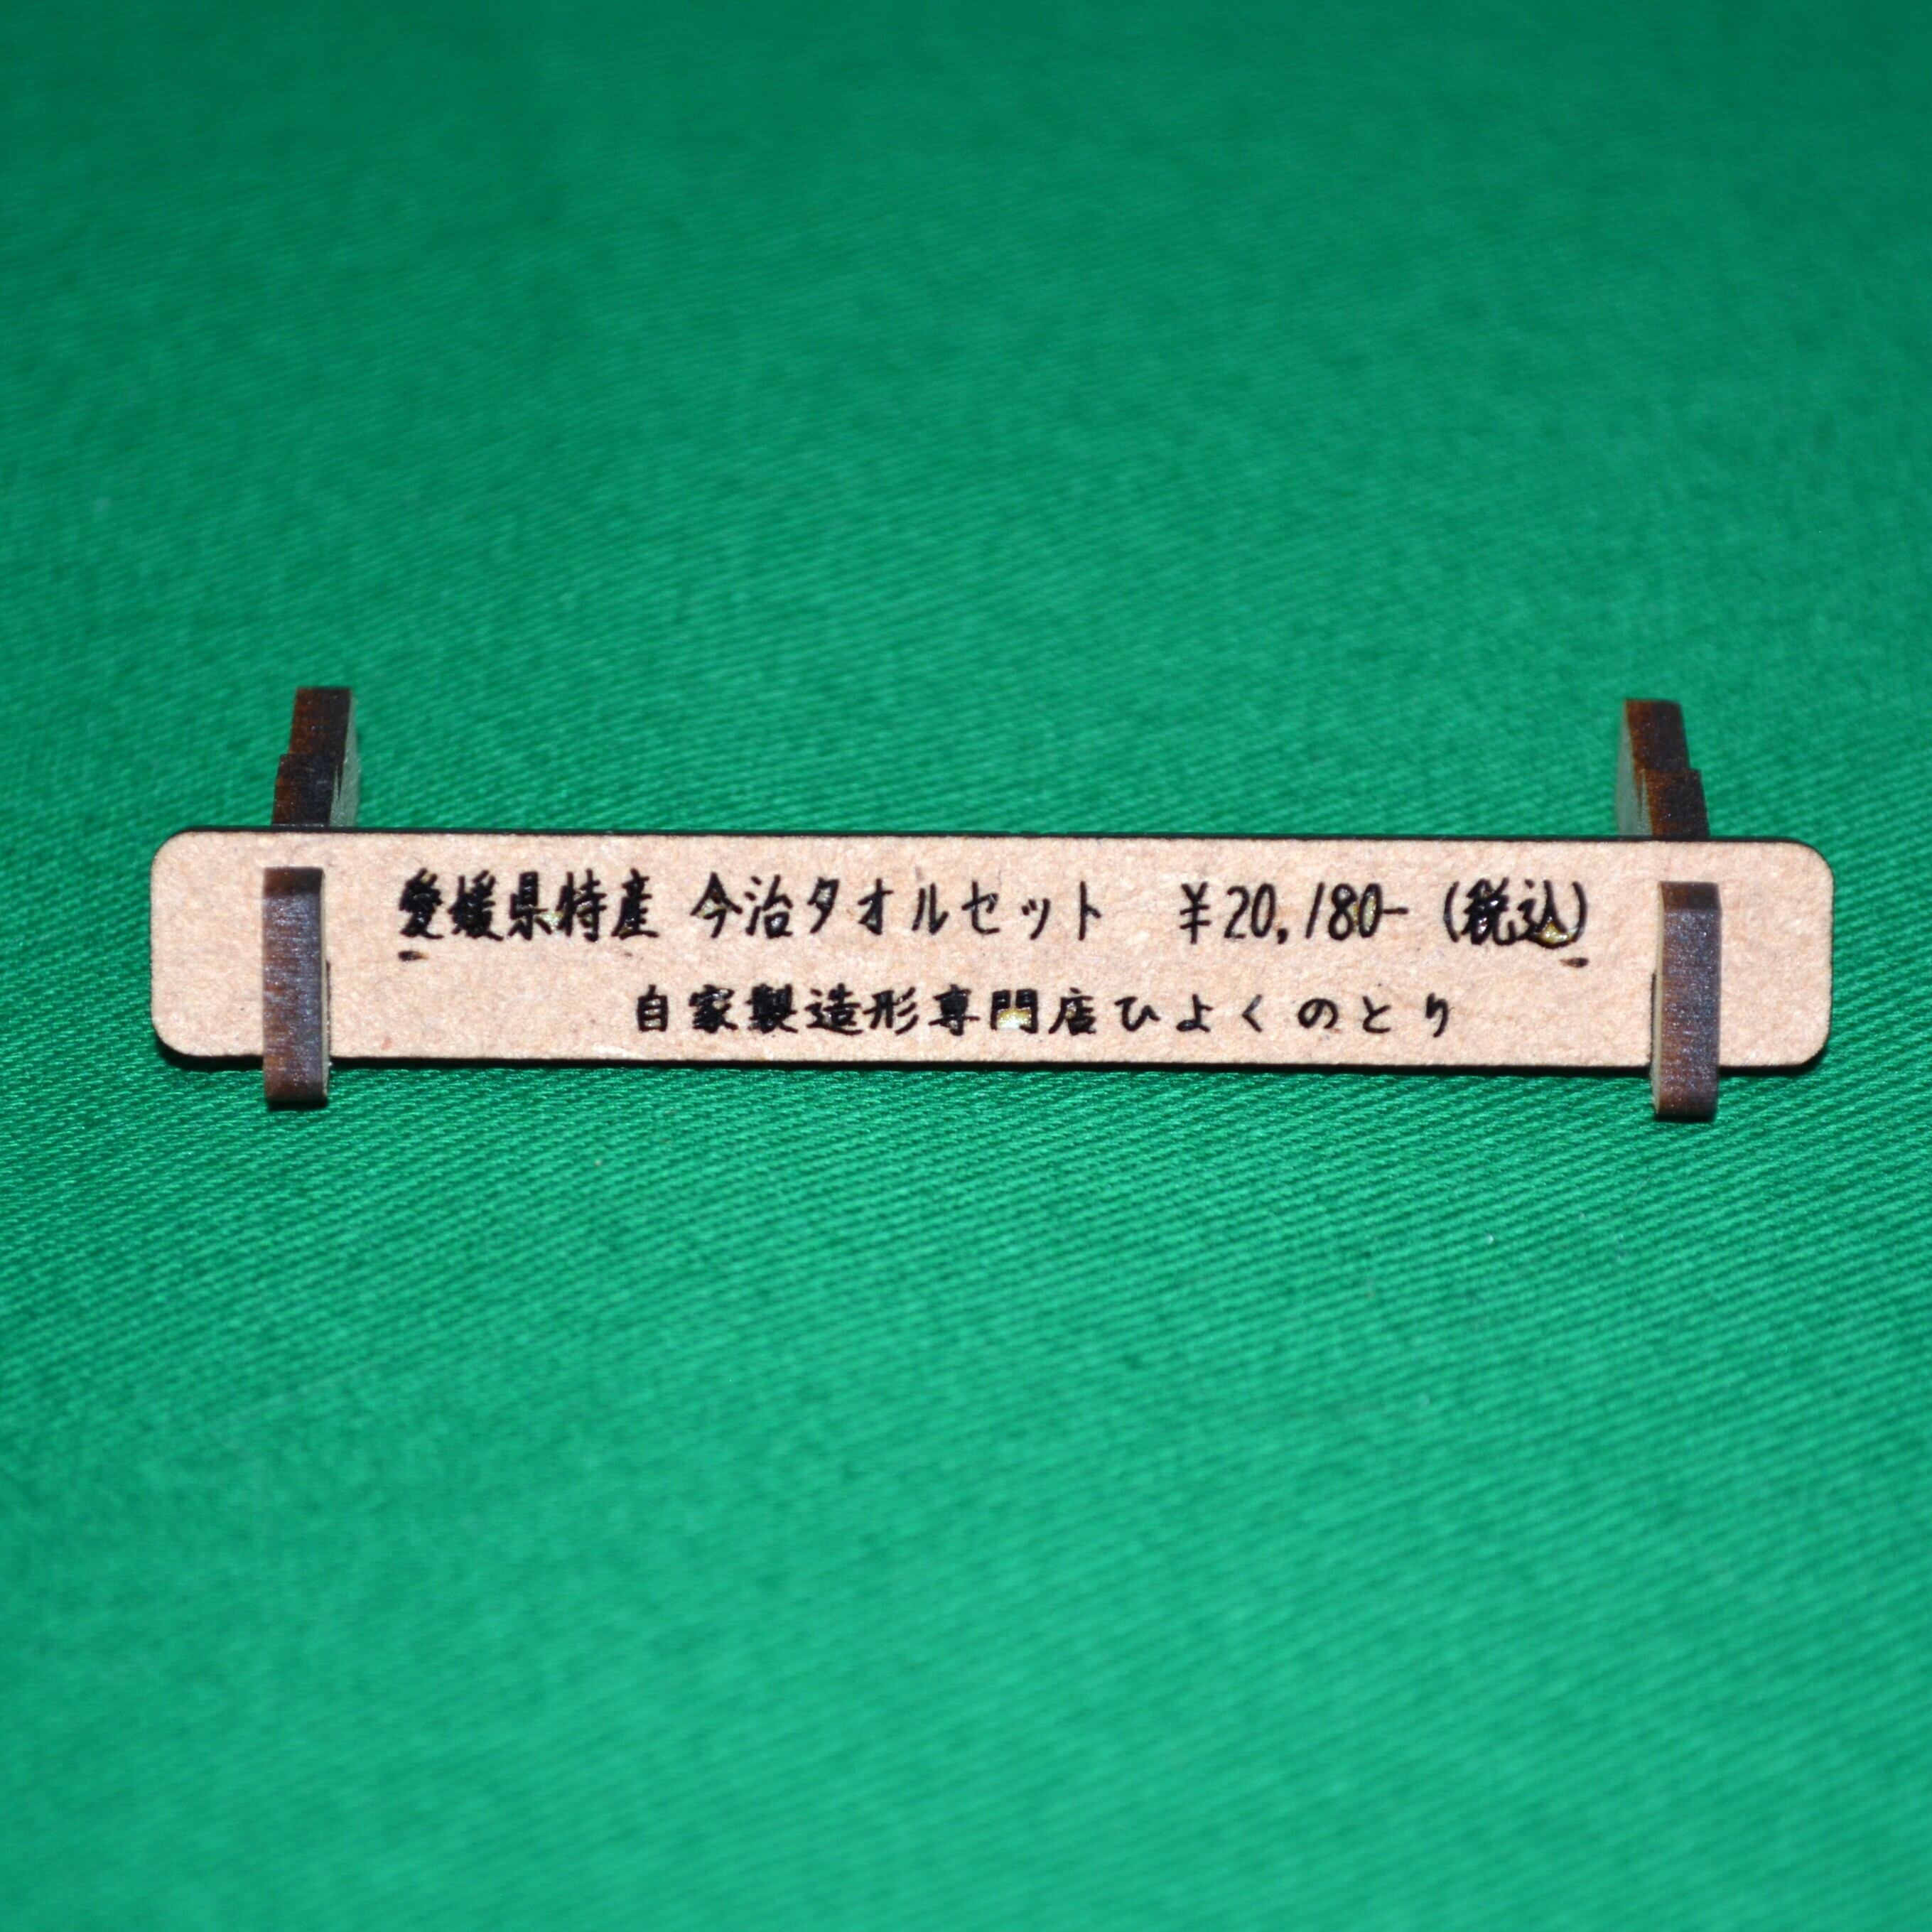 愛媛県特産 今治タオルセット ¥20,180- (税込)
自家製造形専門店ひよくのとり